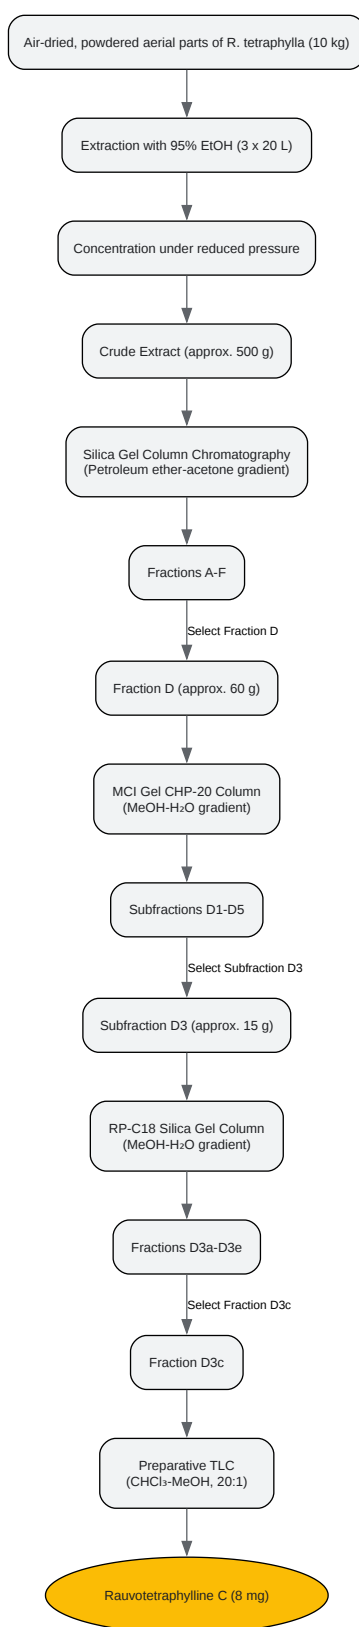 Air-dried, powdered aerial parts of R. tetraphylla (10 kg)
Extraction with 95% EtOH (3 x 20 L)
Concentration under reduced pressure
Crude Extract (approx. 500 g)
Silica Gel Column Chromatography
(Petroleum ether-acetone gradient)
Fractions A-F
Select Fraction D
Fraction D (approx. 60 g)
MCI Gel CHP-20 Column
(MeOH-H₂O gradient)
Subfractions D1-D5
Select Subfraction D3
Subfraction D3 (approx. 15 g)
RP-C18 Silica Gel Column
(MeOH-H₂O gradient)
Fractions D3a-D3e
Select Fraction D3c
Fraction D3c
Preparative TLC
(CHCl₃-MeOH, 20:1)
Rauvotetraphylline C (8 mg)